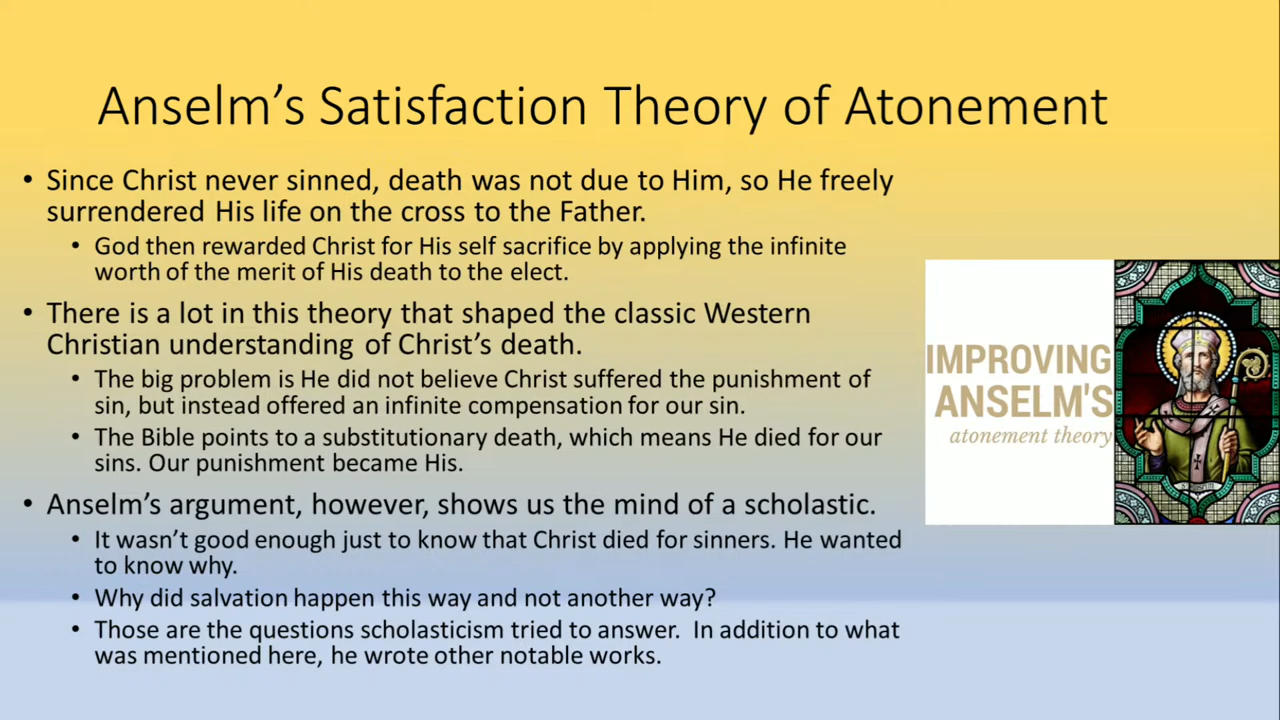 Anselm's Satisfaction Theory of Atonement
• Since Christ never sinned, death was not due to Him, so He freely
surrendered His life on the cross to the Father.
• God then rewarded Christ for His self sacrifice by applying the infinite
worth of the merit of His death to the elect.
• There is a lot in this theory that shaped the classic Western
Christian understanding of Christ's death.
• The big problem is He did not believe Christ suffered the punishment of
sin, but instead offered an infinite compensation for our sin.
• The Bible points to a substitutionary death, which means He died for our
sins. Our punishment became His.
• Anselm's argument, however, shows us the mind of a scholastic.
• It wasn't good enough just to know that Christ died for sinners. He wanted
to know why.
• Why did salvation happen this way and not another way?
• Those are the questions scholasticism tried to answer.  In addition to what
was mentioned here, he wrote other notable works.
IMPROVING
ANSELM'S
atonement theory